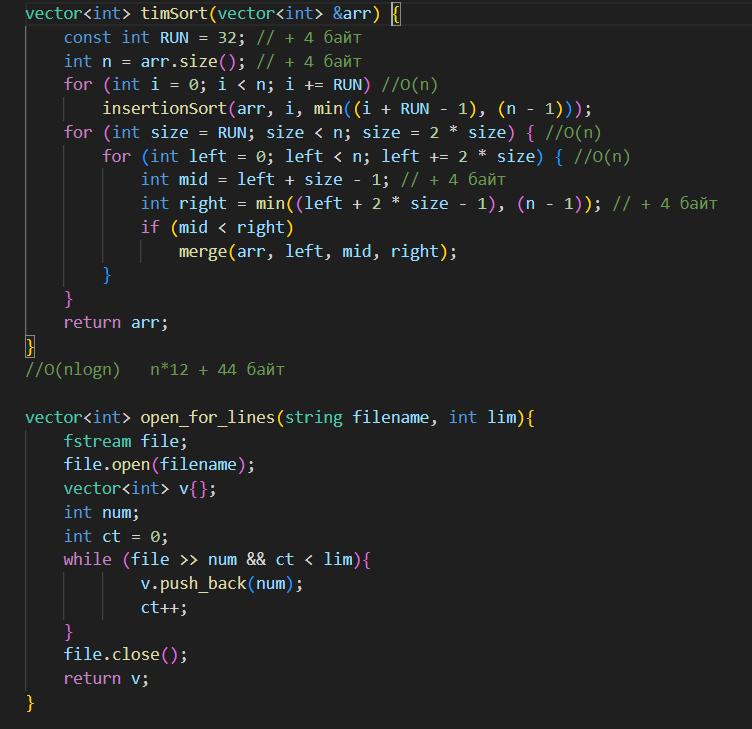 vector<int> timSort(vector<int> &arr) {
    const int RUN = 32; // + 4 байт
    int n = arr.size(); // + 4 байт
    for (int i = 0; i < n; i += RUN) //O(n)
        insertionSort(arr, i, min((i + RUN - 1), (n - 1)));
    for (int size = RUN; size < n; size = 2 * size) { //O(n)
        for (int left = 0; left < n; left += 2 * size) { //O(n)
            int mid = left + size - 1; // + 4 байт
            int right = min((left + 2 * size - 1), (n - 1)); // + 4 байт
            if (mid < right)
                merge(arr, left, mid, right);
        }
    }
    return arr;
}
//O(nlogn)   n*12 + 44 байт

vector<int> open_for_lines(string filename, int lim){
    fstream file;
    file.open(filename);
    vector<int> v{};
    int num;
    int ct = 0;
    while (file >> num && ct < lim){
            v.push_back(num);
            ct++;
    }
    file.close();
    return v;
}